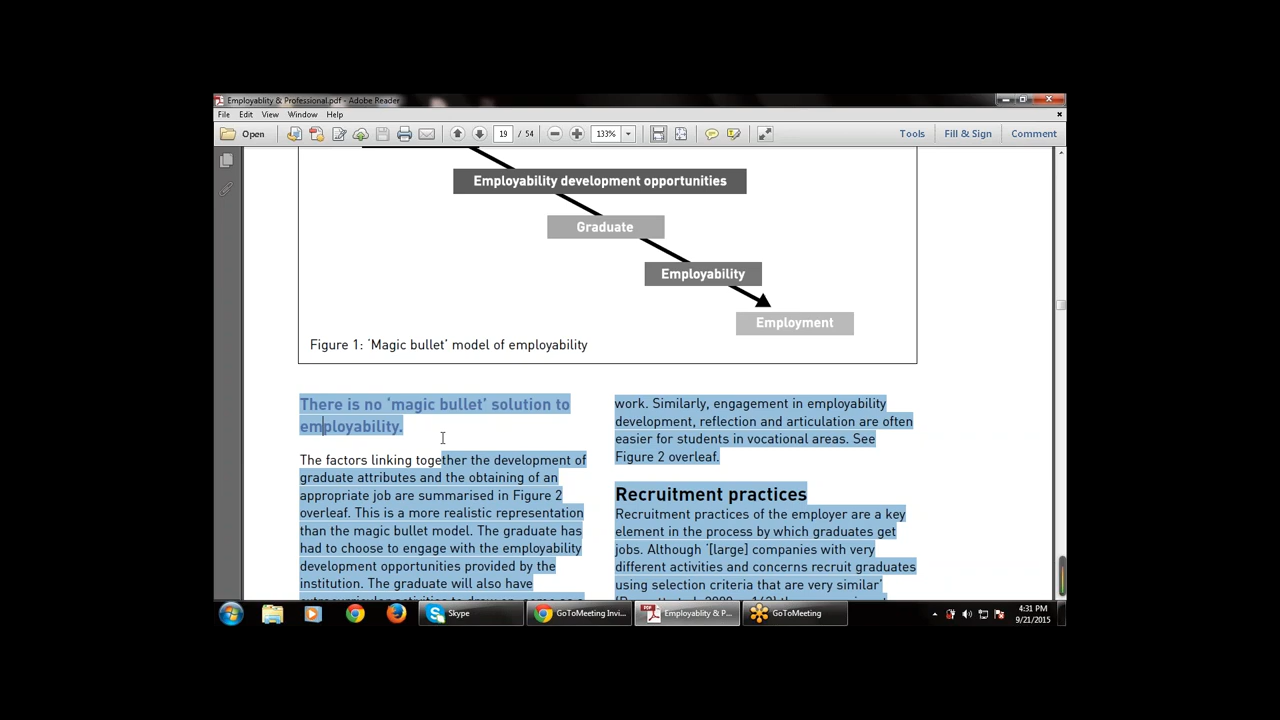 Employablity & Professional.pdf - Adobe Reader
File Edit View Window Help
Open 19 / 54 133% Tools Fill & Sign Comment
Employability development opportunities
Graduate
Employability
Employment
Figure 1: ‘Magic bullet’ model of employability
There is no ‘magic bullet’ solution to
employability.
The factors linking together the development of
graduate attributes and the obtaining of an
appropriate job are summarised in Figure 2
overleaf. This is a more realistic representation
than the magic bullet model. The graduate has
had to choose to engage with the employability
development opportunities provided by the
institution. The graduate will also have
work. Similarly, engagement in employability
development, reflection and articulation are often
easier for students in vocational areas. See
Figure 2 overleaf.
Recruitment practices
Recruitment practices of the employer are a key
element in the process by which graduates get
jobs. Although ‘[large] companies with very
different activities and concerns recruit graduates
using selection criteria that are very similar’
Skype GoToMeeting Invi... Employablity & P... GoToMeeting
4:31 PM
9/21/2015